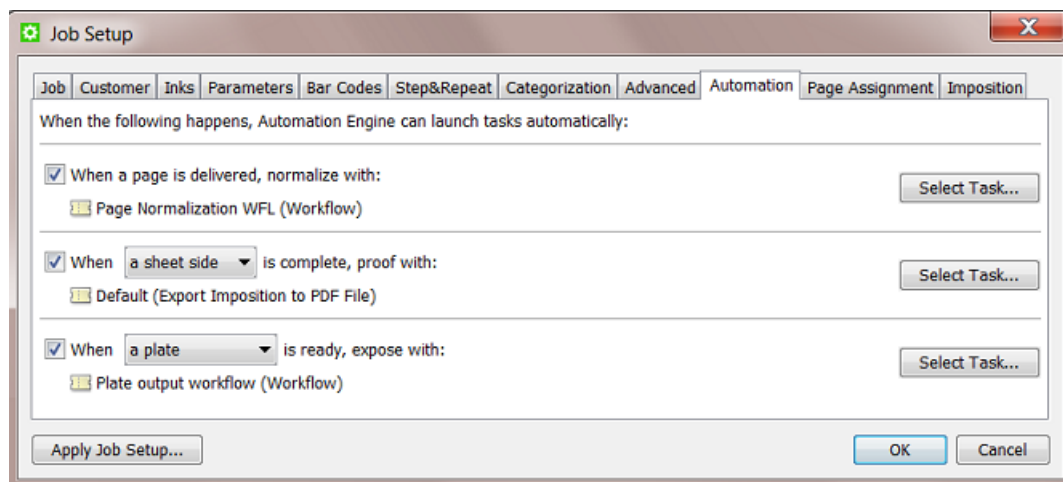 Job Setup
Job Customer Inks Parameters Bar Codes Step&Repeat Categorization Advanced Automation Page Assignment Imposition
When the following happens, Automation Engine can launch tasks automatically:
When a page is delivered, normalize with:
Select Task...
Page Normalization WFL (Workflow)
When a sheet side is complete, proof with:
Select Task...
Default (Export Imposition to PDF File)
When a plate is ready, expose with:
Select Task...
Plate output workflow (Workflow)
Apply Job Setup... OK Cancel